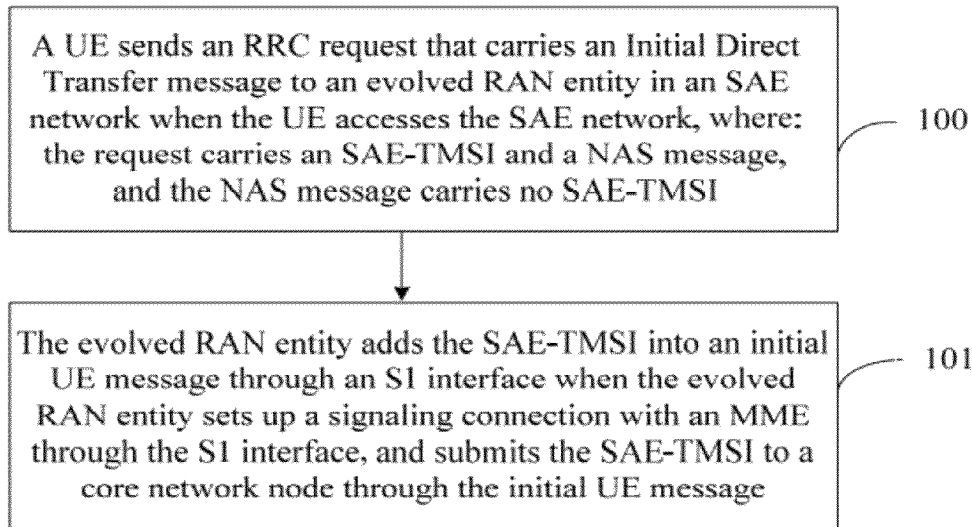 A UE sends an RRC request that carries an Initial Direct
Transfer message to an evolved RAN entity in an SAE
network when the UE accesses the SAE network, where:
the request carries an SAE-TMSI and a NAS message,
and the NAS message carries no SAE-TMSI
100
The evolved RAN entity adds the SAE-TMSI into an initial
UE message through an S1 interface when the evolved
RAN entity sets up a signaling connection with an MME
through the S1 interface, and submits the SAE-TMSI to a
core network node through the initial UE message
101